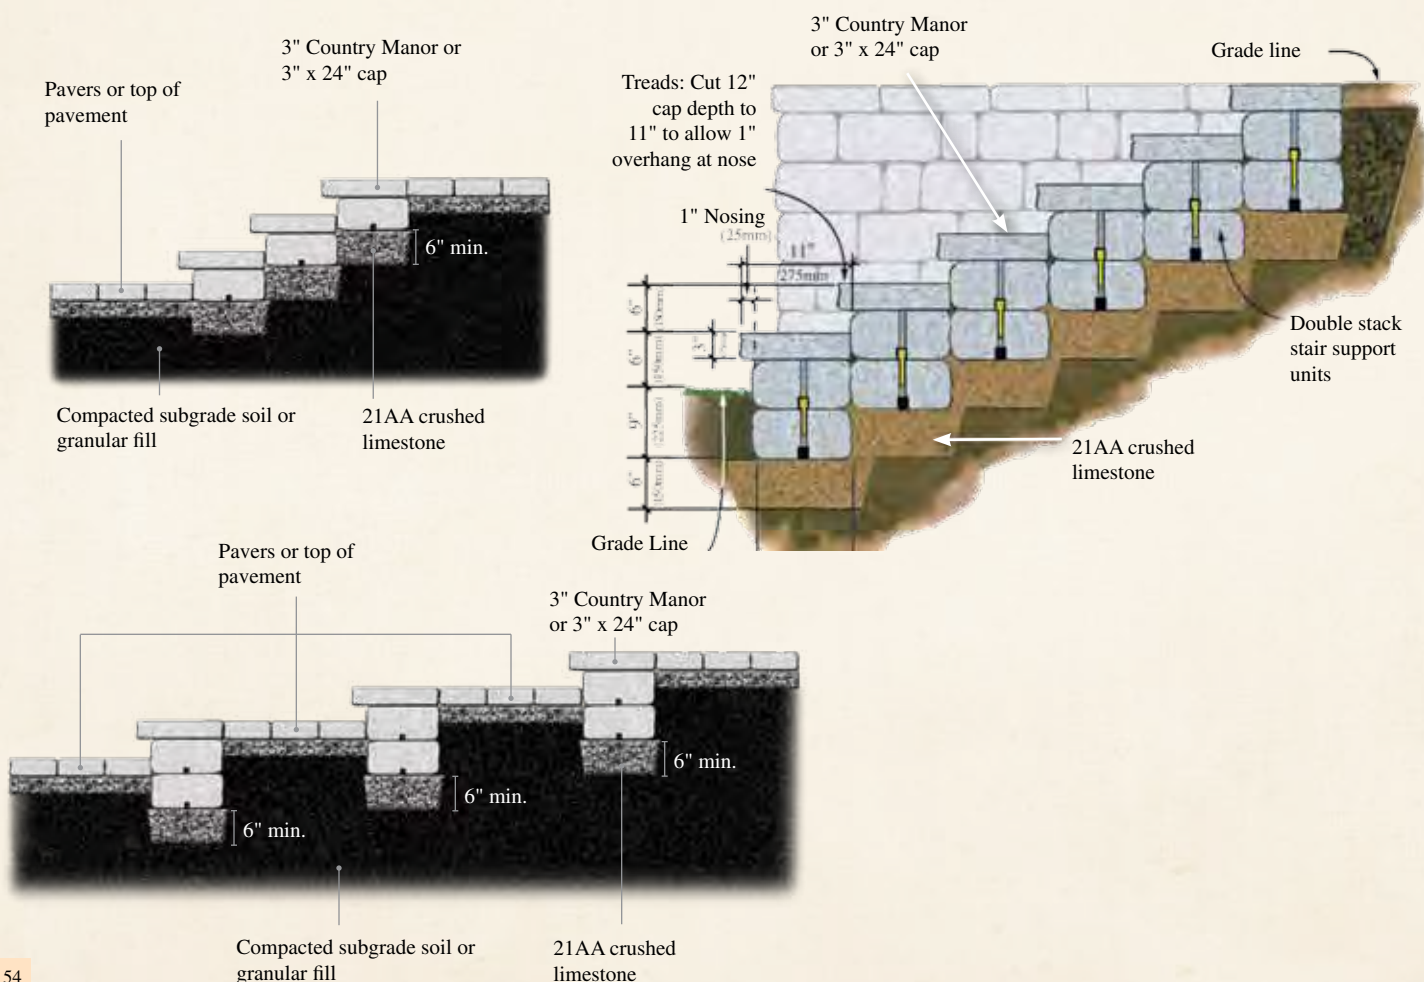 3" Country Manor or
3" x 24" cap
Pavers or top of
pavement
6" min.
Compacted subgrade soil or
granular fill
21AA crushed
limestone
3" Country Manor
or 3" x 24" cap
Grade line
Treads: Cut 12"
cap depth to
11" to allow 1"
overhang at nose
1" Nosing
(25mm)
11"
275mm
6"
(150mm)
6"
(150mm)
3"
9"
(225mm)
6"
(150mm)
Double stack
stair support
units
21AA crushed
limestone
Grade Line
Pavers or top of
pavement
3" Country Manor
or 3" x 24" cap
6" min.
6" min.
6" min.
Compacted subgrade soil or
granular fill
21AA crushed
limestone
54